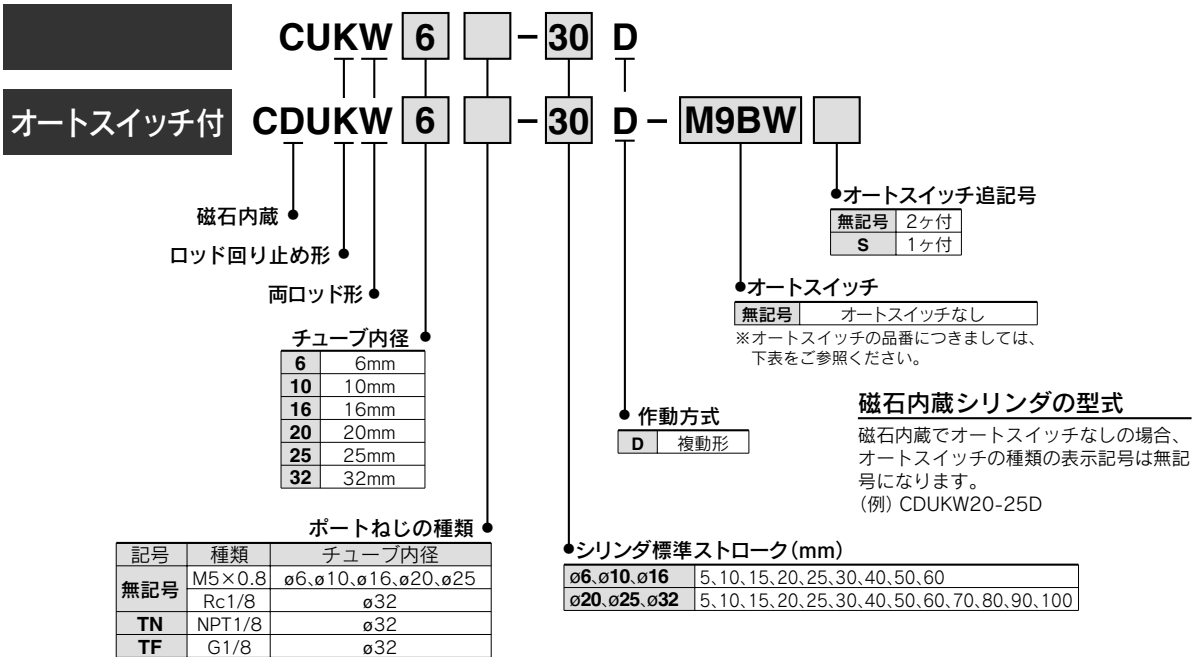 CUKW 6 - 30 D
オートスイッチ付 CDUKW 6 - 30 D - M9BW
磁石内蔵
ロッド回り止め形
両ロッド形
チューブ内径
6 6mm
10 10mm
16 16mm
20 20mm
25 25mm
32 32mm
ポートねじの種類
記号 種類 チューブ内径
無記号 M5×0.8 ø6、ø10、ø16、ø20、ø25
Rc1/8 ø32
TN NPT1/8 ø32
TF G1/8 ø32
オートスイッチ追記号
無記号 2ヶ付
S 1ヶ付
オートスイッチ
無記号 オートスイッチなし
※オートスイッチの品番につきましては、
下表をご参照ください。
作動方式
D 複動形
磁石内蔵シリンダの型式
磁石内蔵でオートスイッチなしの場合、
オートスイッチの種類の表示記号は無記
号になります。
(例) CDUKW20-25D
シリンダ標準ストローク(mm)
ø6、ø10、ø16 5、10、15、20、25、30、40、50、60
ø20、ø25、ø32 5、10、15、20、25、30、40、50、60、70、80、90、100